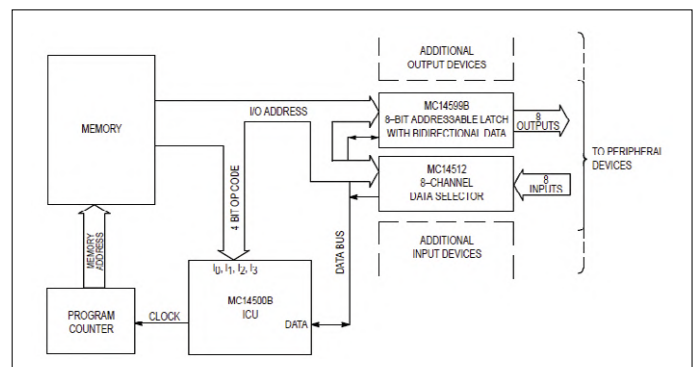 ADDITIONAL
OUTPUT DEVICES
MC14599B
8–BIT ADDRESSABLE LATCH
WITH BIDIRECTIONAL DATA
8
OUTPUTS
I/O ADDRESS
MEMORY
TO PERIPHERAL
DEVICES
MC14512
8–CHANNEL
DATA SELECTOR
8
INPUTS
4 BIT OP CODE
DATA BUS
ADDITIONAL
INPUT DEVICES
MEMORY
ADDRESS
I0, I1, I2, I3
MC14500B
ICU
DATA
PROGRAM
COUNTER
CLOCK